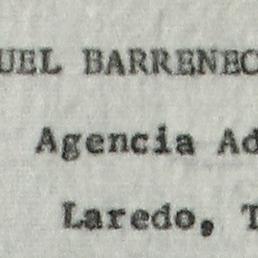 UEL BARRENEC
Agencia Ad
Laredo, T